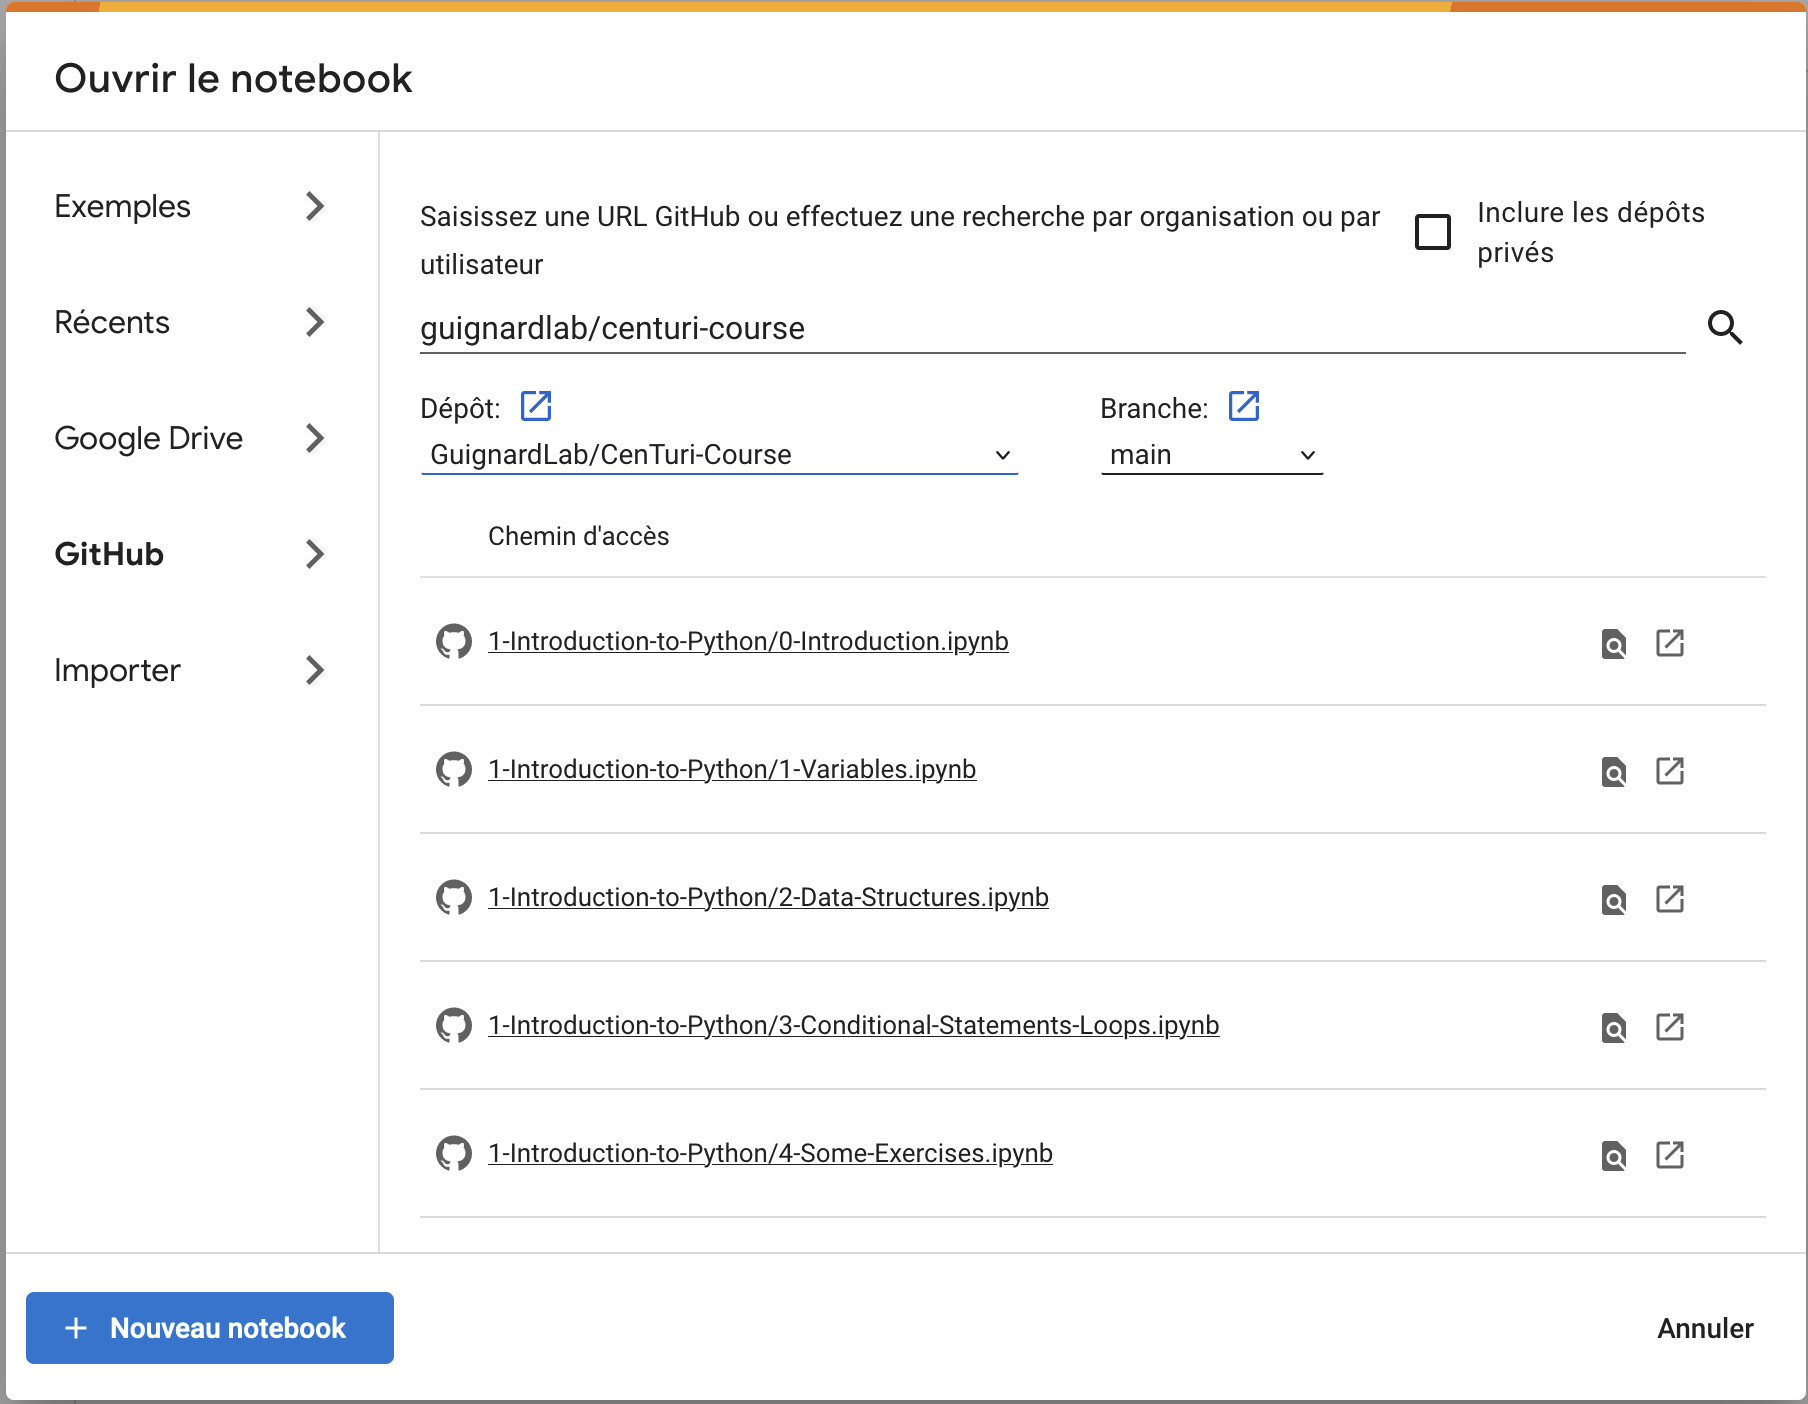 Ouvrir le notebook
Exemples
Récents
Google Drive
GitHub
Importer
Saisissez une URL GitHub ou effectuez une recherche par organisation ou par
utilisateur
Inclure les dépôts
privés
guignardlab/centuri-course
Dépôt:
Branche:
GuignardLab/CenTuri-Course
main
Chemin d'accès
1-Introduction-to-Python/0-Introduction.ipynb
1-Introduction-to-Python/1-Variables.ipynb
1-Introduction-to-Python/2-Data-Structures.ipynb
1-Introduction-to-Python/3-Conditional-Statements-Loops.ipynb
1-Introduction-to-Python/4-Some-Exercises.ipynb
+ Nouveau notebook
Annuler